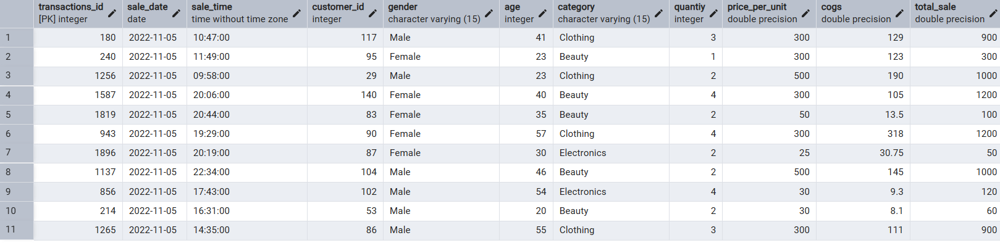 transactions_id sale_date sale_time customer_id gender age category quantiy price_per_unit cogs total_sale
[PK] integer date time without time zone integer character varying (15) integer character varying (15) integer double precision double precision double precision
1 180 2022-11-05 10:47:00 117 Male 41 Clothing 3 300 129 900
2 240 2022-11-05 11:49:00 95 Female 23 Beauty 1 300 123 300
3 1256 2022-11-05 09:58:00 29 Male 23 Clothing 2 500 190 1000
4 1587 2022-11-05 20:06:00 140 Female 40 Beauty 4 300 105 1200
5 1819 2022-11-05 20:44:00 83 Female 35 Beauty 2 50 13.5 100
6 943 2022-11-05 19:29:00 90 Female 57 Clothing 4 300 318 1200
7 1896 2022-11-05 20:19:00 87 Female 30 Electronics 2 25 30.75 50
8 1137 2022-11-05 22:34:00 104 Male 46 Beauty 2 500 145 1000
9 856 2022-11-05 17:43:00 102 Male 54 Electronics 4 30 9.3 120
10 214 2022-11-05 16:31:00 53 Male 20 Beauty 2 30 8.1 60
11 1265 2022-11-05 14:35:00 86 Male 55 Clothing 3 300 111 900